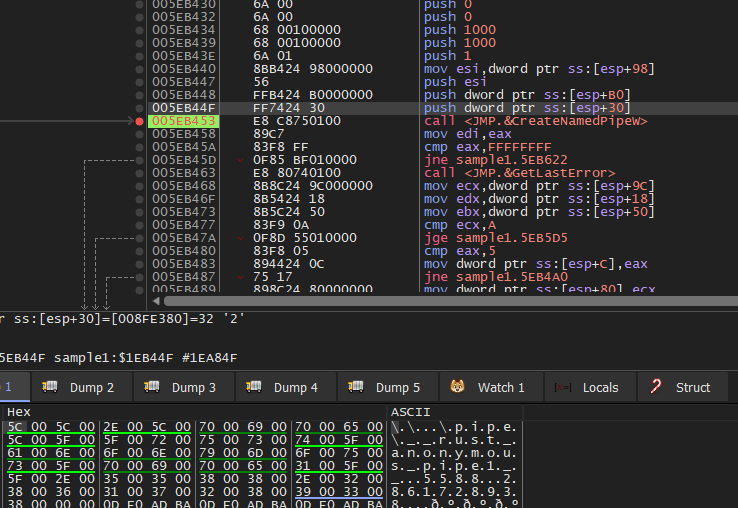 005EB430 6A 00 push 0
005EB432 6A 00 push 0
005EB434 68 00100000 push 1000
005EB439 68 00100000 push 1000
005EB43E 6A 01 push 1
005EB440 8BB424 98000000 mov esi,dword ptr ss:[esp+98]
005EB447 56 push esi
005EB448 FFB424 B0000000 push dword ptr ss:[esp+B0]
005EB44F FF7424 30 push dword ptr ss:[esp+30]
005EB453 E8 C8750100 call <JMP.&CreateNamedPipeW>
005EB458 89C7 mov edi,eax
005EB45A 83F8 FF cmp eax,FFFFFFFF
005EB45D 0F85 BF010000 jne sample1.5EB622
005EB463 E8 80740100 call <JMP.&GetLastError>
005EB468 8B8C24 9C000000 mov ecx,dword ptr ss:[esp+9C]
005EB46F 8B5424 18 mov edx,dword ptr ss:[esp+18]
005EB473 8B5C24 50 mov ebx,dword ptr ss:[esp+50]
005EB477 83F9 0A cmp ecx,A
005EB47A 0F8D 55010000 jge sample1.5EB5D5
005EB480 83F8 05 cmp eax,5
005EB483 894424 0C mov dword ptr ss:[esp+C],eax
005EB487 75 17 jne sample1.5EB4A0
005EB489 898C24 80000000 mov dword ptr ss:[esp+80],ecx
r ss:[esp+30]=[008FE380]=32 '2'
5EB44F sample1:$1EB44F #1EA84F
1 Dump 2 Dump 3 Dump 4 Dump 5 Watch 1 Locals Struct
Hex ASCII
5C 00 5C 00 2E 00 5C 00 70 00 69 00 70 00 65 00 \.\...\.p.i.p.e.
5C 00 5F 00 5F 00 72 00 75 00 73 00 74 00 5F 00 \._._.r.u.s.t._.
61 00 6E 00 6F 00 6E 00 79 00 6D 00 6F 00 75 00 a.n.o.n.y.m.o.u.
73 00 5F 00 70 00 69 00 70 00 65 00 31 00 5F 00 s._.p.i.p.e.1._.
5F 00 2E 00 35 00 35 00 38 00 38 00 2E 00 32 00 _...5.5.8.8...2.
38 00 36 00 31 00 37 00 32 00 38 00 39 00 33 00 8.6.1.7.2.8.9.3.
38 00 00 00 0D F0 AD BA 0D F0 AD BA 0D F0 AD BA 8....ð.º.ð.º.ð.º